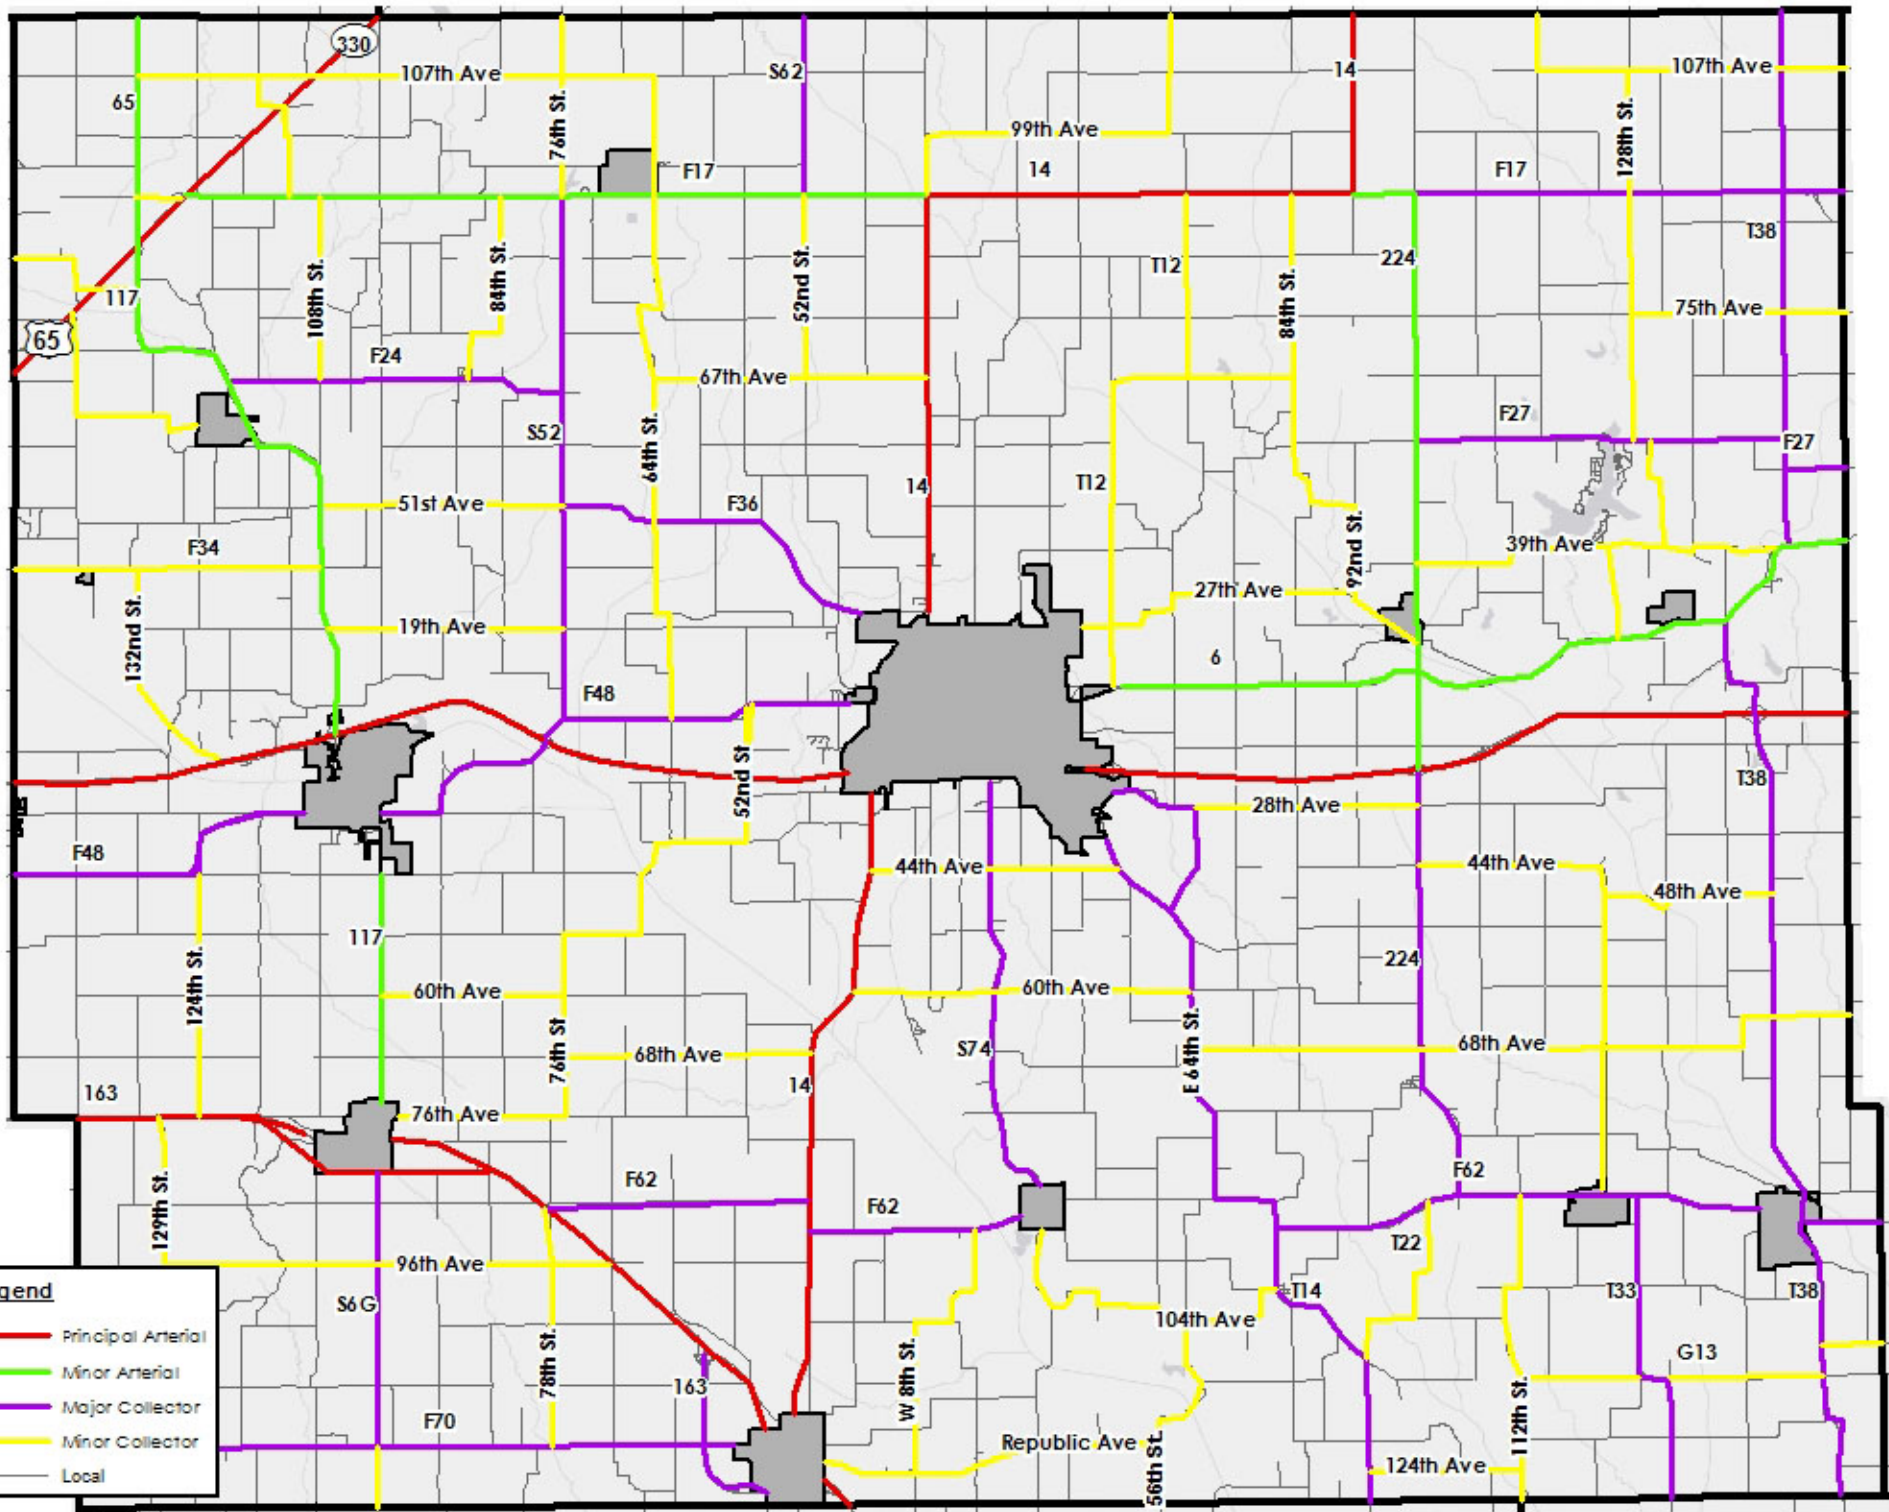 330
107th Ave
S62
14
107th Ave
65
76th St.
99th Ave
128th St.
F17
14
F17
T38
117
108th St.
84th St.
52nd St.
T12
84th St.
224
75th Ave
65
F24
67th Ave
S52
64th St.
F27
F27
51st Ave
F36
14
T12
92nd St.
F34
39th Ave
132nd St.
19th Ave
27th Ave
6
F48
52nd St
T38
28th Ave
F48
44th Ave
44th Ave
48th Ave
124th St.
117
224
60th Ave
60th Ave
76th St
68th Ave
S74
E 64th St.
68th Ave
163
14
76th Ave
129th St.
F62
F62
F62
T22
96th Ave
S6G
T14
T33
T38
104th Ave
gend
Principal Arterial
Minor Arterial
Major Collector
Minor Collector
Local
78th St.
163
W 8th St.
G13
F70
Republic Ave
56th St.
112th St.
124th Ave